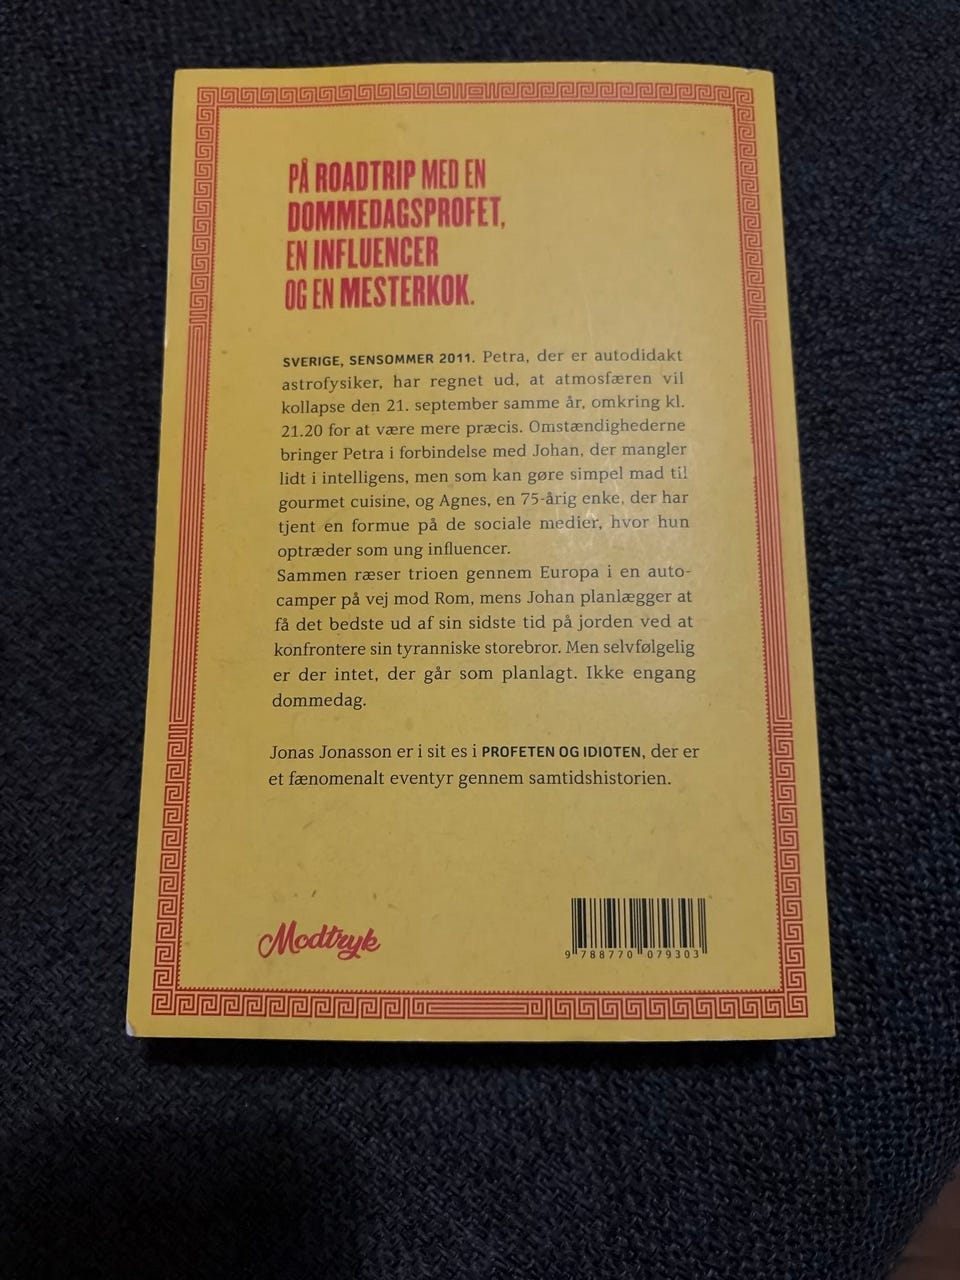 PÅ ROADTRIP MED EN
DOMMEDAGSPROFET,
EN INFLUENCER
OG EN MESTERKOK.
SVERIGE, SENSOMMER 2011. Petra, der er autodidakt
astrofysiker, har regnet ud, at atmosfæren vil
kollapse den 21. september samme år, omkring kl.
21.20 for at være mere præcis. Omstændighederne
bringer Petra i forbindelse med Johan, der mangler
lidt i intelligens, men som kan gøre simpel mad til
gourmet cuisine, og Agnes, en 75-årig enke, der har
tjent en formue på de sociale medier, hvor hun
optræder som ung influencer.
Sammen ræser trioen gennem Europa i en auto-
camper på vej mod Rom, mens Johan planlægger at
få det bedste ud af sin sidste tid på jorden ved at
konfrontere sin tyranniske storebror. Men selvfølgelig
er der intet, der går som planlagt. Ikke engang
dommedag.
Jonas Jonasson er i sit es i PROFETEN OG IDIOTEN, der er
et fænomenalt eventyr gennem samtidshistorien.
Modtryk
9 788770 079303